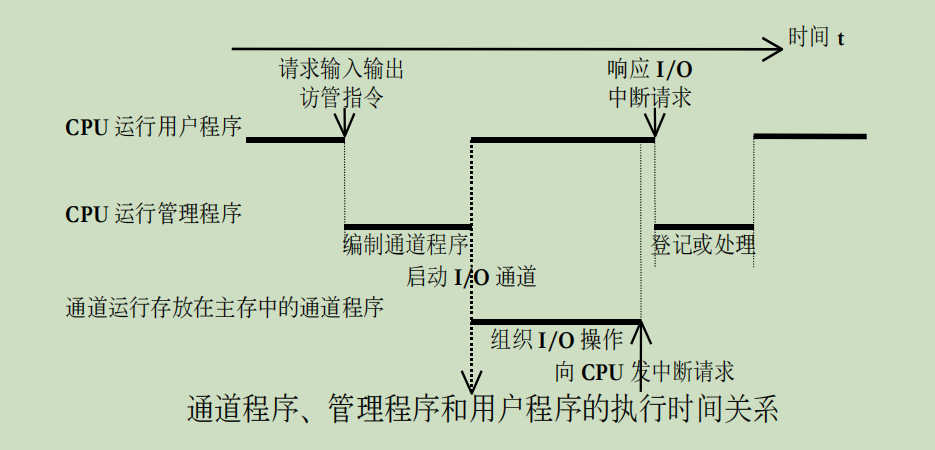 时间 t
请求输入输出
访管指令
响应 I/O
中断请求
CPU 运行用户程序
CPU 运行管理程序
编制通道程序
登记或处理
启动 I/O 通道
通道运行存放在主存中的通道程序
组织 I/O 操作
向 CPU 发中断请求
通道程序、管理程序和用户程序的执行时间关系